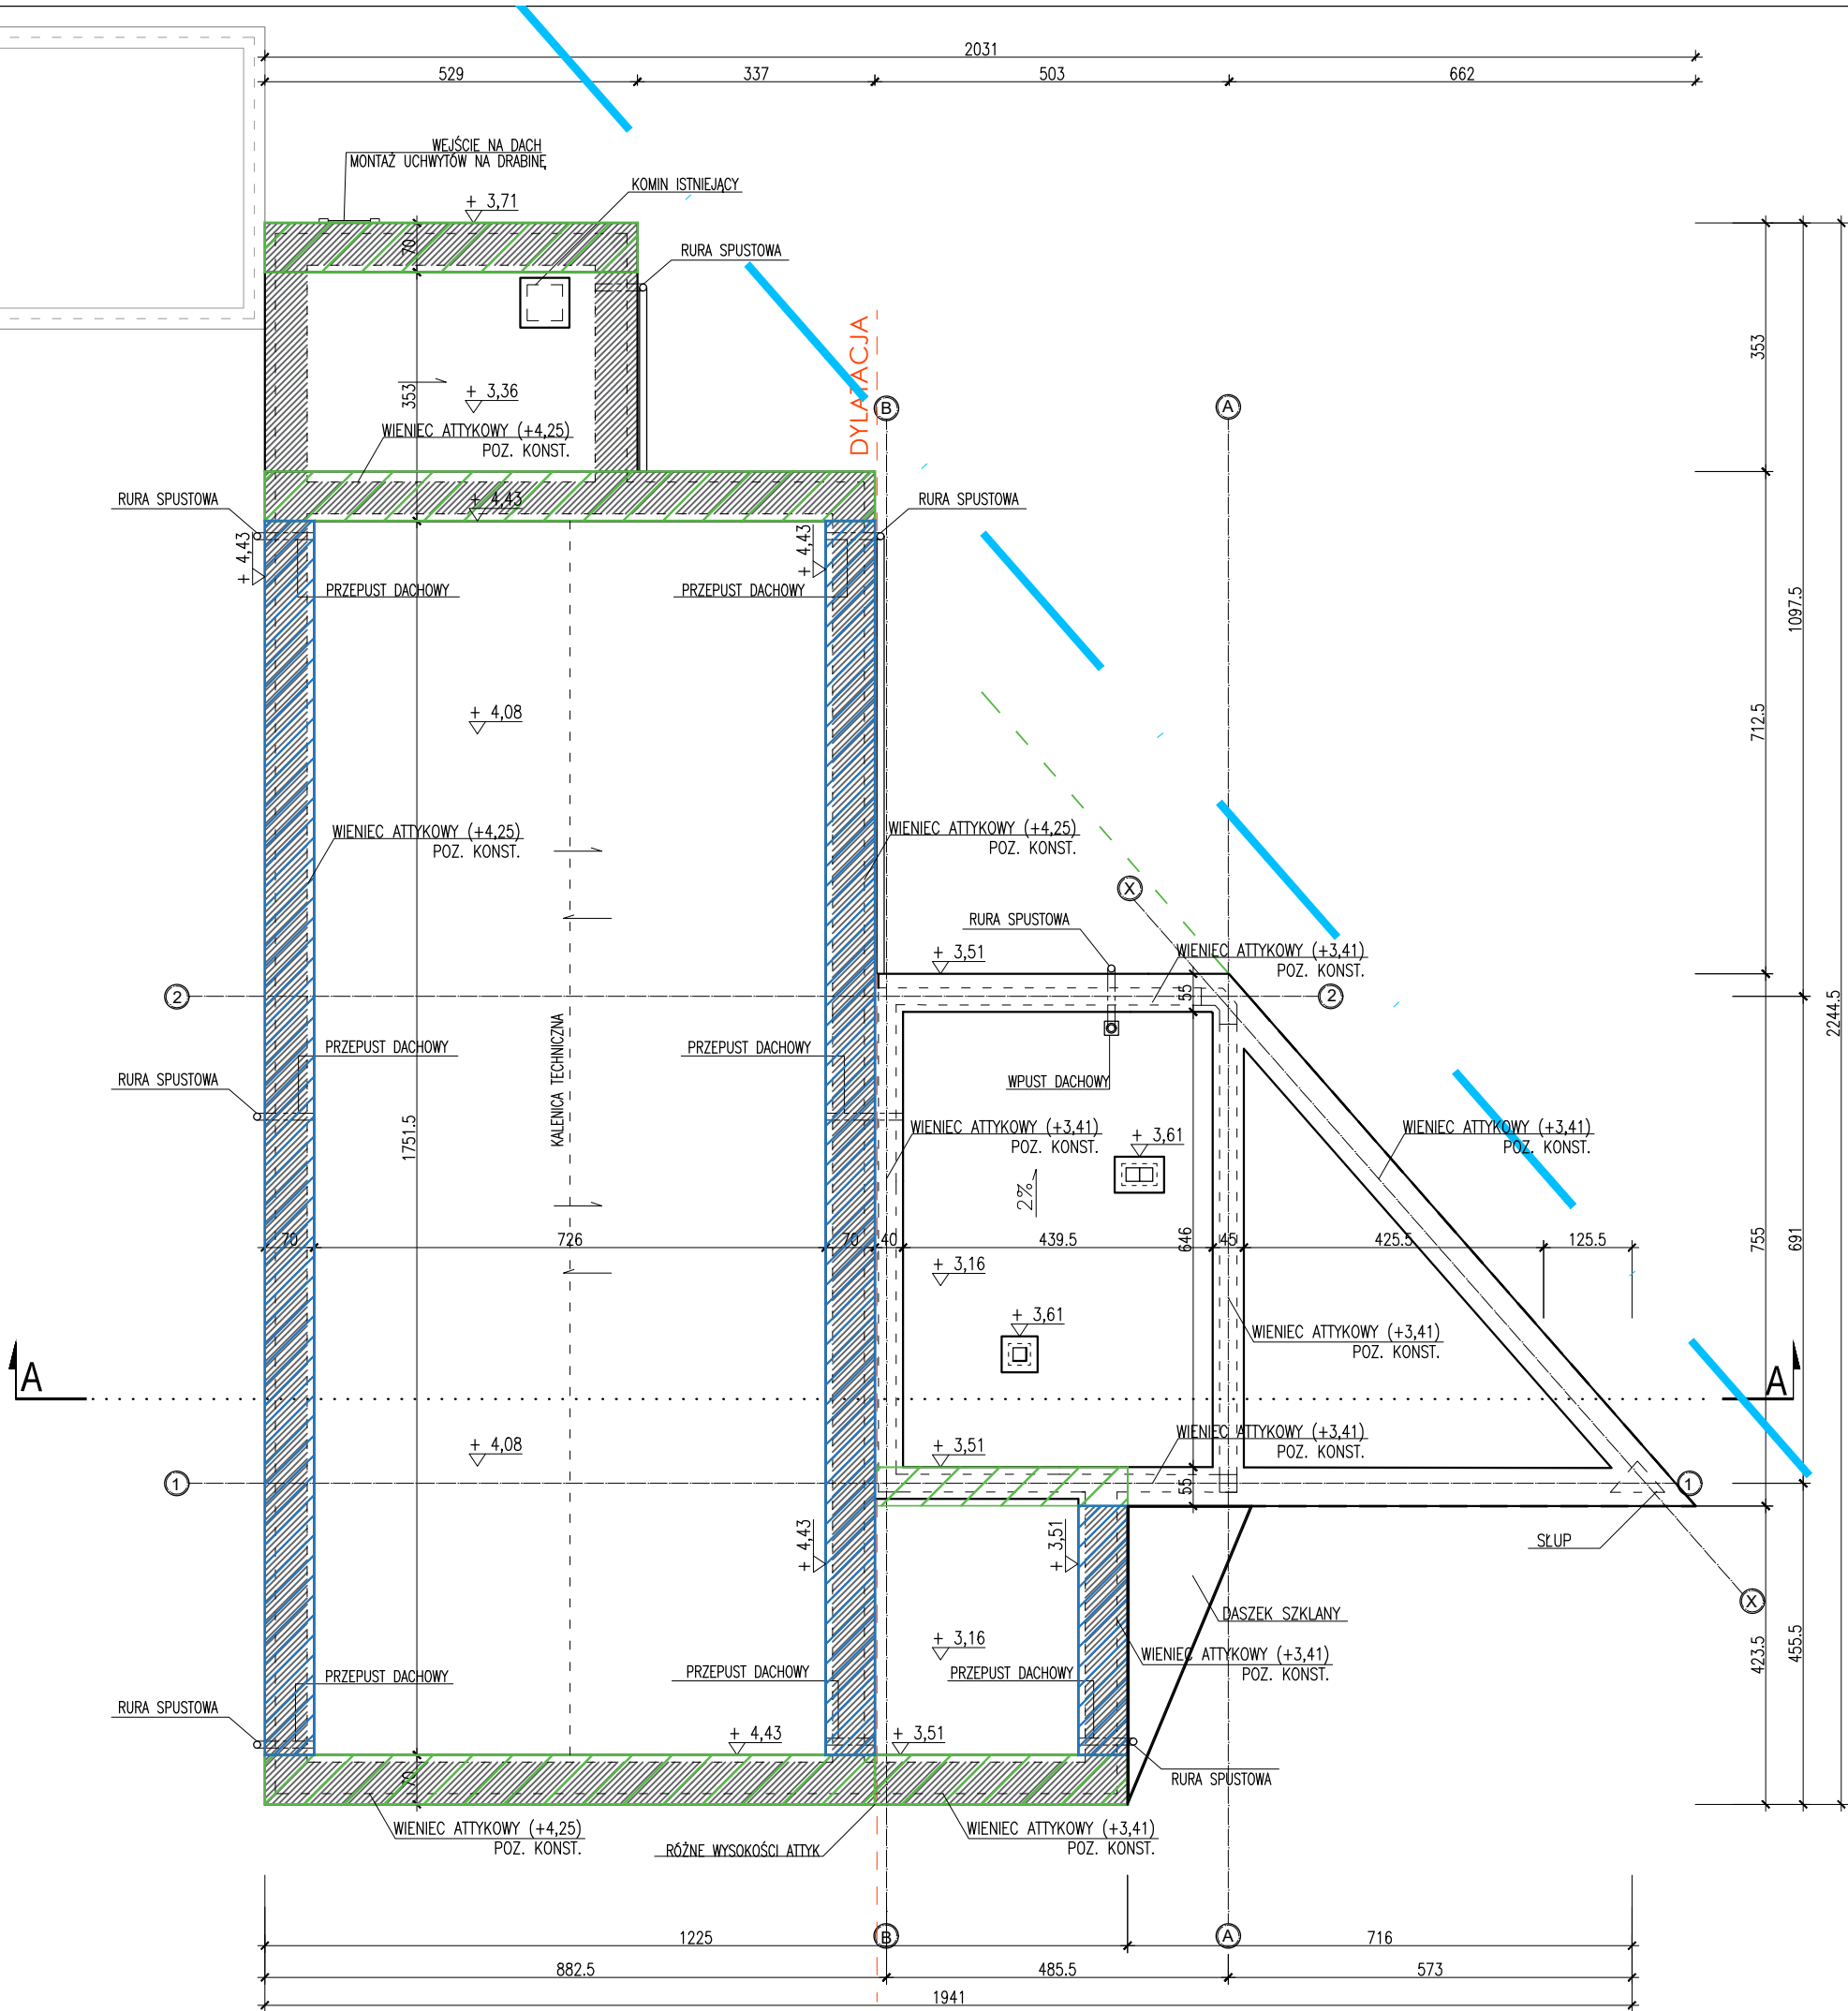 2031
529
337
503
662
WEJŚCIE NA DACH
MONTAŻ UCHWYTÓW NA DRABINĘ
KOMIN ISTNIEJĄCY
+ 3,71
70
RURA SPUSTOWA
353
353
+ 3,36
DYLATACJA
B
A
WIENIEC ATTYKOWY (+4,25)
POZ. KONST.
RURA SPUSTOWA
+ 4,43
RURA SPUSTOWA
+ 4,43
+ 4,43
PRZEPUST DACHOWY
PRZEPUST DACHOWY
1097.5
+ 4,08
712.5
WIENIEC ATTYKOWY (+4,25)
POZ. KONST.
WIENIEC ATTYKOWY (+4,25)
POZ. KONST.
X
RURA SPUSTOWA
+ 3,51
WIENIEC ATTYKOWY (+3,41)
POZ. KONST.
2
55
2
2244.5
KALENICA TECHNICZNA
PRZEPUST DACHOWY
PRZEPUST DACHOWY
RURA SPUSTOWA
WPUST DACHOWY
1751.5
WIENIEC ATTYKOWY (+3,41)
POZ. KONST.
+ 3,61
WIENIEC ATTYKOWY (+3,41)
POZ. KONST.
2%
70
726
70
40
439.5
646
45
425.5
125.5
755
691
+ 3,16
+ 3,61
WIENIEC ATTYKOWY (+3,41)
POZ. KONST.
A
A
+ 4,08
+ 3,51
WIENIEC ATTYKOWY (+3,41)
POZ. KONST.
1
55
1
+ 4,43
+ 3,51
SŁUP
X
DASZEK SZKLANY
+ 3,16
WIENIEC ATTYKOWY (+3,41)
POZ. KONST.
423.5
455.5
PRZEPUST DACHOWY
PRZEPUST DACHOWY
PRZEPUST DACHOWY
RURA SPUSTOWA
+ 4,43
+ 3,51
70
RURA SPUSTOWA
WIENIEC ATTYKOWY (+4,25)
POZ. KONST.
RÓŻNE WYSOKOŚCI ATTYK
WIENIEC ATTYKOWY (+3,41)
POZ. KONST.
1225
B
A
716
882.5
485.5
573
1941